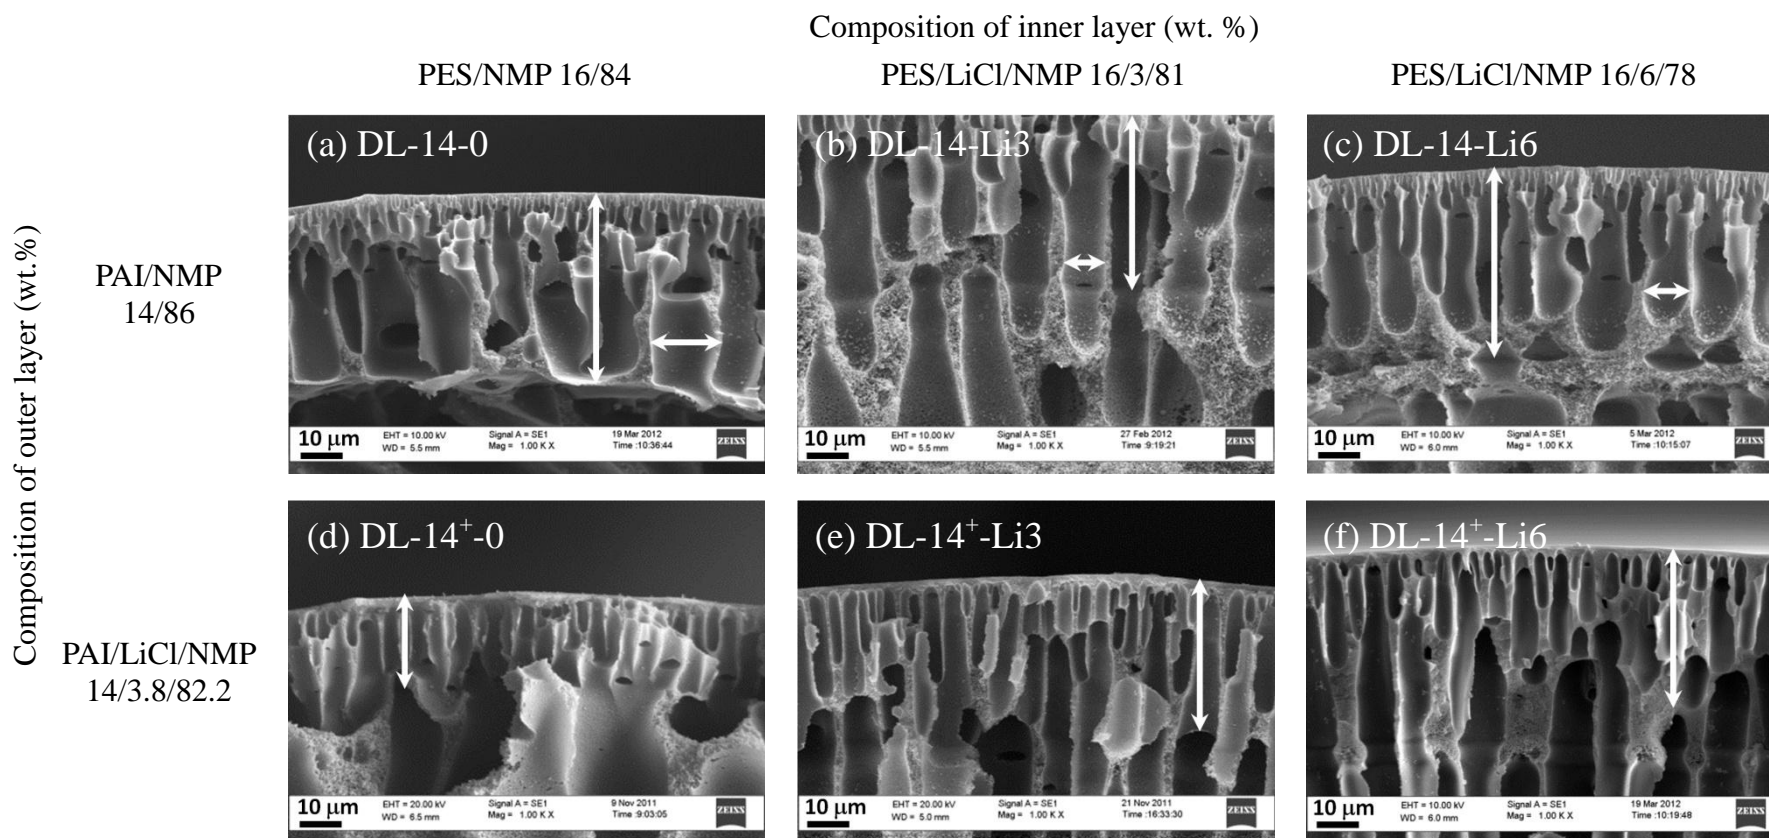 Composition of inner layer (wt. %)
PES/NMP 16/84
PES/LiCl/NMP 16/3/81
PES/LiCl/NMP 16/6/78
Composition of outer layer (wt.%)
PAI/NMP
14/86
(a) DL-14-0
10 µm
EHT = 10.00 kV
WD = 5.5 mm
Signal A = SE1
Mag = 1.00 K X
19 Mar 2012
Time :10:36:44
ZEISS
(b) DL-14-Li3
10 µm
EHT = 10.00 kV
WD = 5.5 mm
Signal A = SE1
Mag = 1.00 K X
27 Feb 2012
Time :9:19:21
ZEISS
(c) DL-14-Li6
10 µm
EHT = 10.00 kV
WD = 6.0 mm
Signal A = SE1
Mag = 1.00 K X
5 Mar 2012
Time :10:15:07
ZEISS
PAI/LiCl/NMP
14/3.8/82.2
(d) DL-14⁺-0
10 µm
EHT = 20.00 kV
WD = 6.5 mm
Signal A = SE1
Mag = 1.00 K X
9 Nov 2011
Time :9:03:05
ZEISS
(e) DL-14⁺-Li3
10 µm
EHT = 20.00 kV
WD = 5.0 mm
Signal A = SE1
Mag = 1.00 K X
21 Nov 2011
Time :16:33:30
ZEISS
(f) DL-14⁺-Li6
10 µm
EHT = 10.00 kV
WD = 6.0 mm
Signal A = SE1
Mag = 1.00 K X
19 Mar 2012
Time :10:19:48
ZEISS